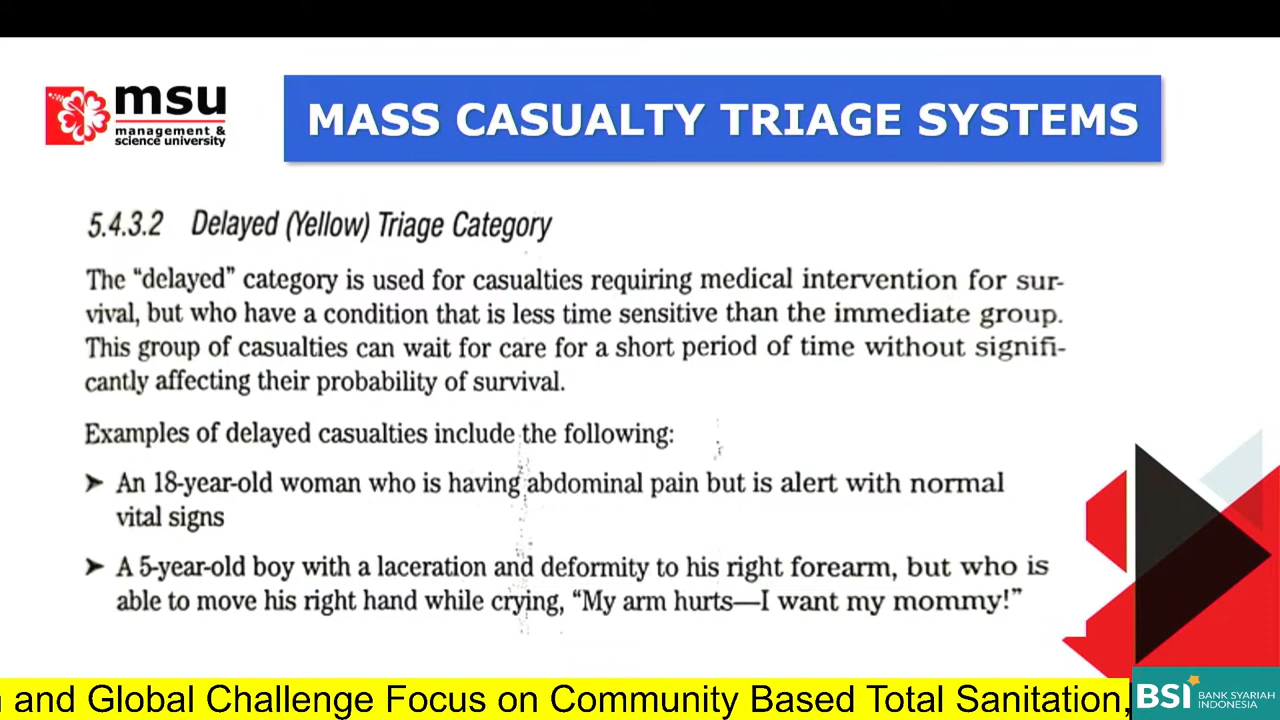 msu
management &
science university
MASS CASUALTY TRIAGE SYSTEMS
5.4.3.2 Delayed (Yellow) Triage Category
The “delayed” category is used for casualties requiring medical intervention for sur-
vival, but who have a condition that is less time sensitive than the immediate group.
This group of casualties can wait for care for a short period of time without signifi-
cantly affecting their probability of survival.
Examples of delayed casualties include the following:
➤ An 18-year-old woman who is having abdominal pain but is alert with normal
vital signs
➤ A 5-year-old boy with a laceration and deformity to his right forearm, but who is
able to move his right hand while crying, “My arm hurts—I want my mommy!”
and Global Challenge Focus on Community Based Total Sanitation,
BSI BANK SYARIAH
INDONESIA